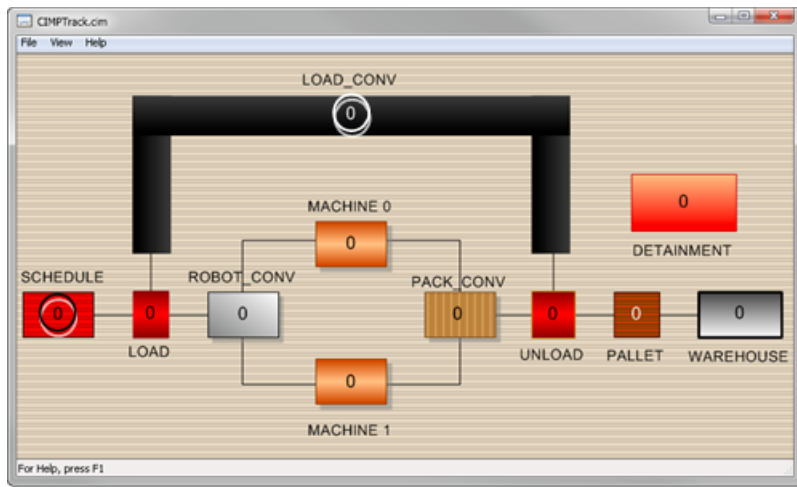 CIMPTrack.cim
File View Help
LOAD_CONV
0
MACHINE 0
0
0
DETAINMENT
SCHEDULE
ROBOT_CONV
PACK_CONV
0
0
0
0
0
0
0
LOAD
UNLOAD
PALLET
WAREHOUSE
0
MACHINE 1
For Help, press F1